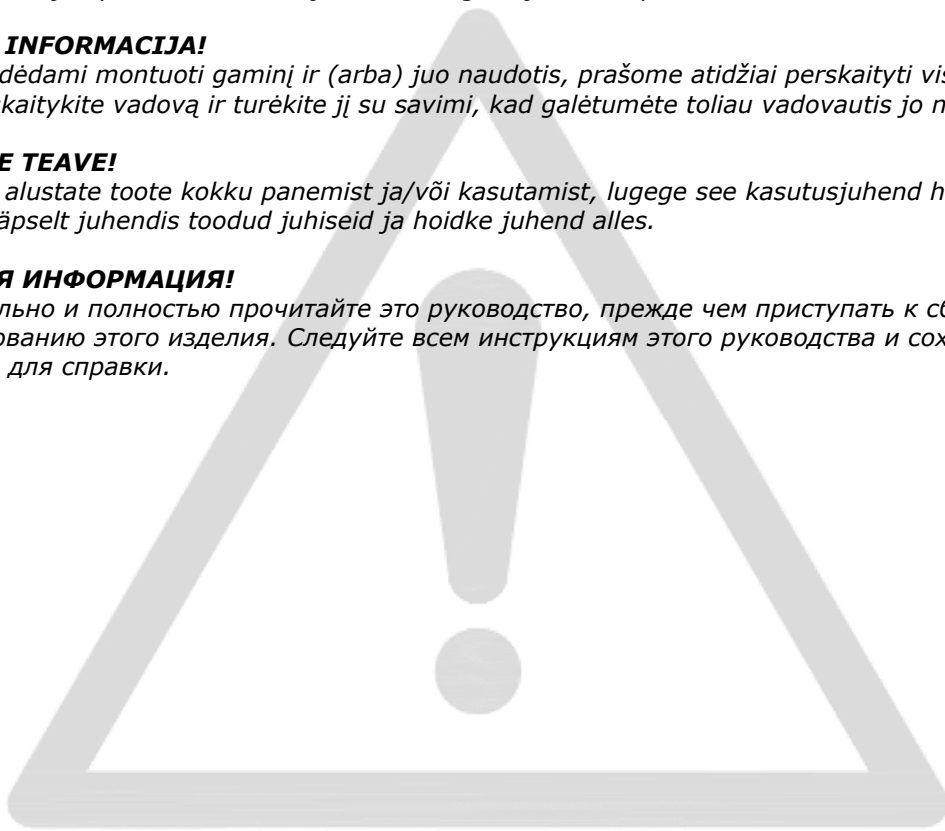 INFORMACIJA!
dėdami montuoti gaminį ir (arba) juo naudotis, prašome atidžiai perskaityti vis
kaitykite vadovą ir turėkite jį su savimi, kad galėtumėte toliau vadovautis jo n
E TEAVE!
alustate toote kokku panemist ja/või kasutamist, lugege see kasutusjuhend h
äpselt juhendis toodud juhiseid ja hoidke juhend alles.
Я ИНФОРМАЦИЯ!
льно и полностью прочитайте это руководство, прежде чем приступать к сб
ованию этого изделия. Следуйте всем инструкциям этого руководства и сох
для справки.